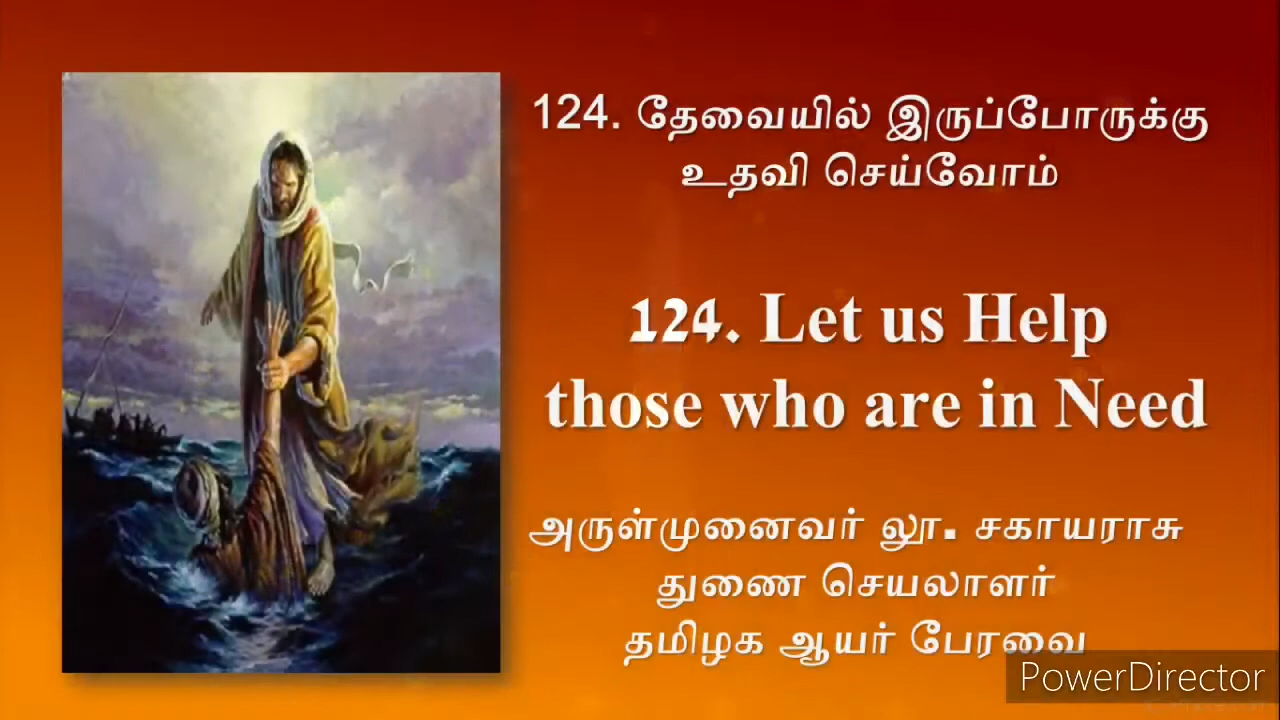 124. தேவையில் இருப்போருக்கு
உதவி செய்வோம்
124. Let us Help
those who are in Need
அருள்முனைவர் லூ. சகாயராசு
துணை செயலாளர்
தமிழக ஆயர் பேரவை
PowerDirector